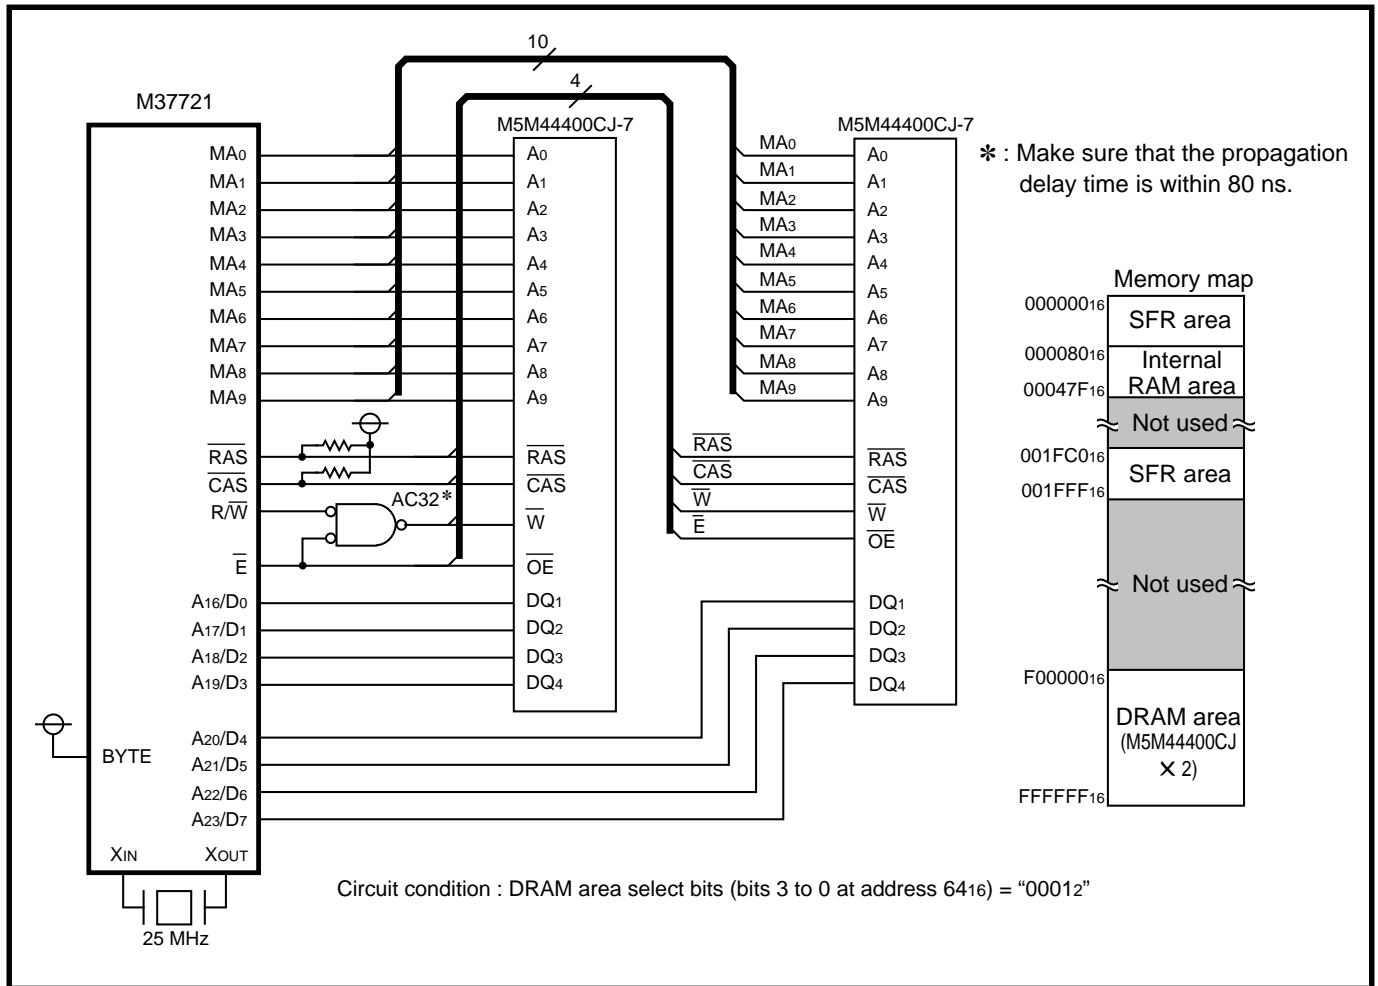 10
4
M37721
M5M44400CJ-7
M5M44400CJ-7
✻ : Make sure that the propagation
delay time is within 80 ns.
MA0
MA1
MA2
MA3
MA4
MA5
MA6
MA7
MA8
MA9
RAS
CAS
R/W
E
A16/D0
A17/D1
A18/D2
A19/D3
A20/D4
A21/D5
A22/D6
A23/D7
BYTE
XIN
XOUT
25 MHz
AC32✻
A0
A1
A2
A3
A4
A5
A6
A7
A8
A9
RAS
CAS
W
OE
DQ1
DQ2
DQ3
DQ4
MA0
MA1
MA2
MA3
MA4
MA5
MA6
MA7
MA8
MA9
RAS
CAS
W
E
A0
A1
A2
A3
A4
A5
A6
A7
A8
A9
RAS
CAS
W
OE
DQ1
DQ2
DQ3
DQ4
Memory map
00000016
SFR area
00008016
Internal
RAM area
00047F16
Not used
001FC016
SFR area
001FFF16
Not used
F0000016
DRAM area
(M5M44400CJ
✕ 2)
FFFFFF16
Circuit condition : DRAM area select bits (bits 3 to 0 at address 6416) = “00012”